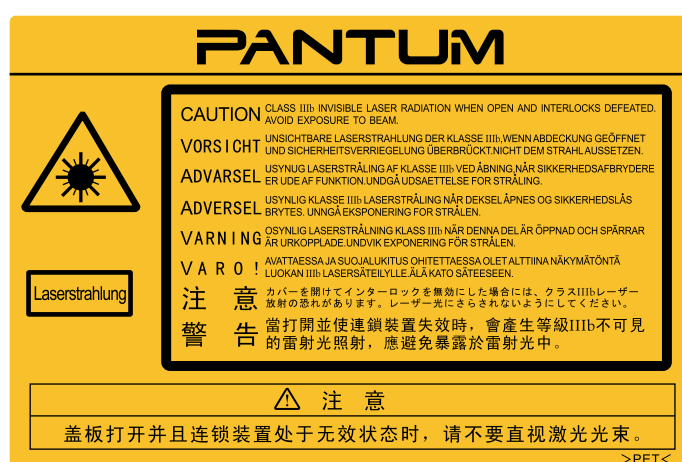 PANTUM
CAUTION CLASS IIIb INVISIBLE LASER RADIATION WHEN OPEN AND INTERLOCKS DEFEATED.
AVOID EXPOSURE TO BEAM.
VORSICHT UNSICHTBARE LASERSTRAHLUNG DER KLASSE IIIb,WENN ABDECKUNG GEÖFFNET
UND SICHERHEITSVERRIEGELUNG ÜBERBRÜCKT.NICHT DEM STRAHL AUSSETZEN.
ADVARSEL USYNUG LASERSTRÅLING AF KLASSE IIIb VED ÅBNING,NÅR SIKKERHEDSAFBRYDERE
ER UDE AF FUNKTION.UNDGÅ UDSAETTELSE FOR STRÅLING.
ADVERSEL USYNLIG KLASSE IIIb LASERSTRÅLING NÅR DEKSEL ÅPNES OG SIKKERHEDSLÅS
BRYTES. UNNGÅ EKSPONERING FOR STRÅLEN.
VARNING OSYNLIG LASERSTRÅLNING KLASS IIIb NÄR DENNA DEL ÄR ÖPPNAD OCH SPÄRRAR
ÄR URKOPPLADE.UNDVIK EXPONERING FÖR STRÅLEN.
VARO! AVATTAESSA JA SUOJALUKITUS OHITETTAESSA OLET ALTTIINA NÄKYMÄTÖNTÄ
LUOKAN IIIb LASERSÄTEILYLLE.ÄLÄ KATO SÄTEESEEN.
注 意 カバーを開けてインターロックを無効にした場合には、クラスIIIbレーザー
放射の恐れがあります。レーザー光にさらされないようにしてください。
警 告 當打開並使連鎖裝置失效時，會產生等級IIIb不可見
的雷射光照射，應避免暴露於雷射光中。
Laserstrahlung
注 意
盖板打开并且连锁装置处于无效状态时，请不要直视激光光束。
>PET<